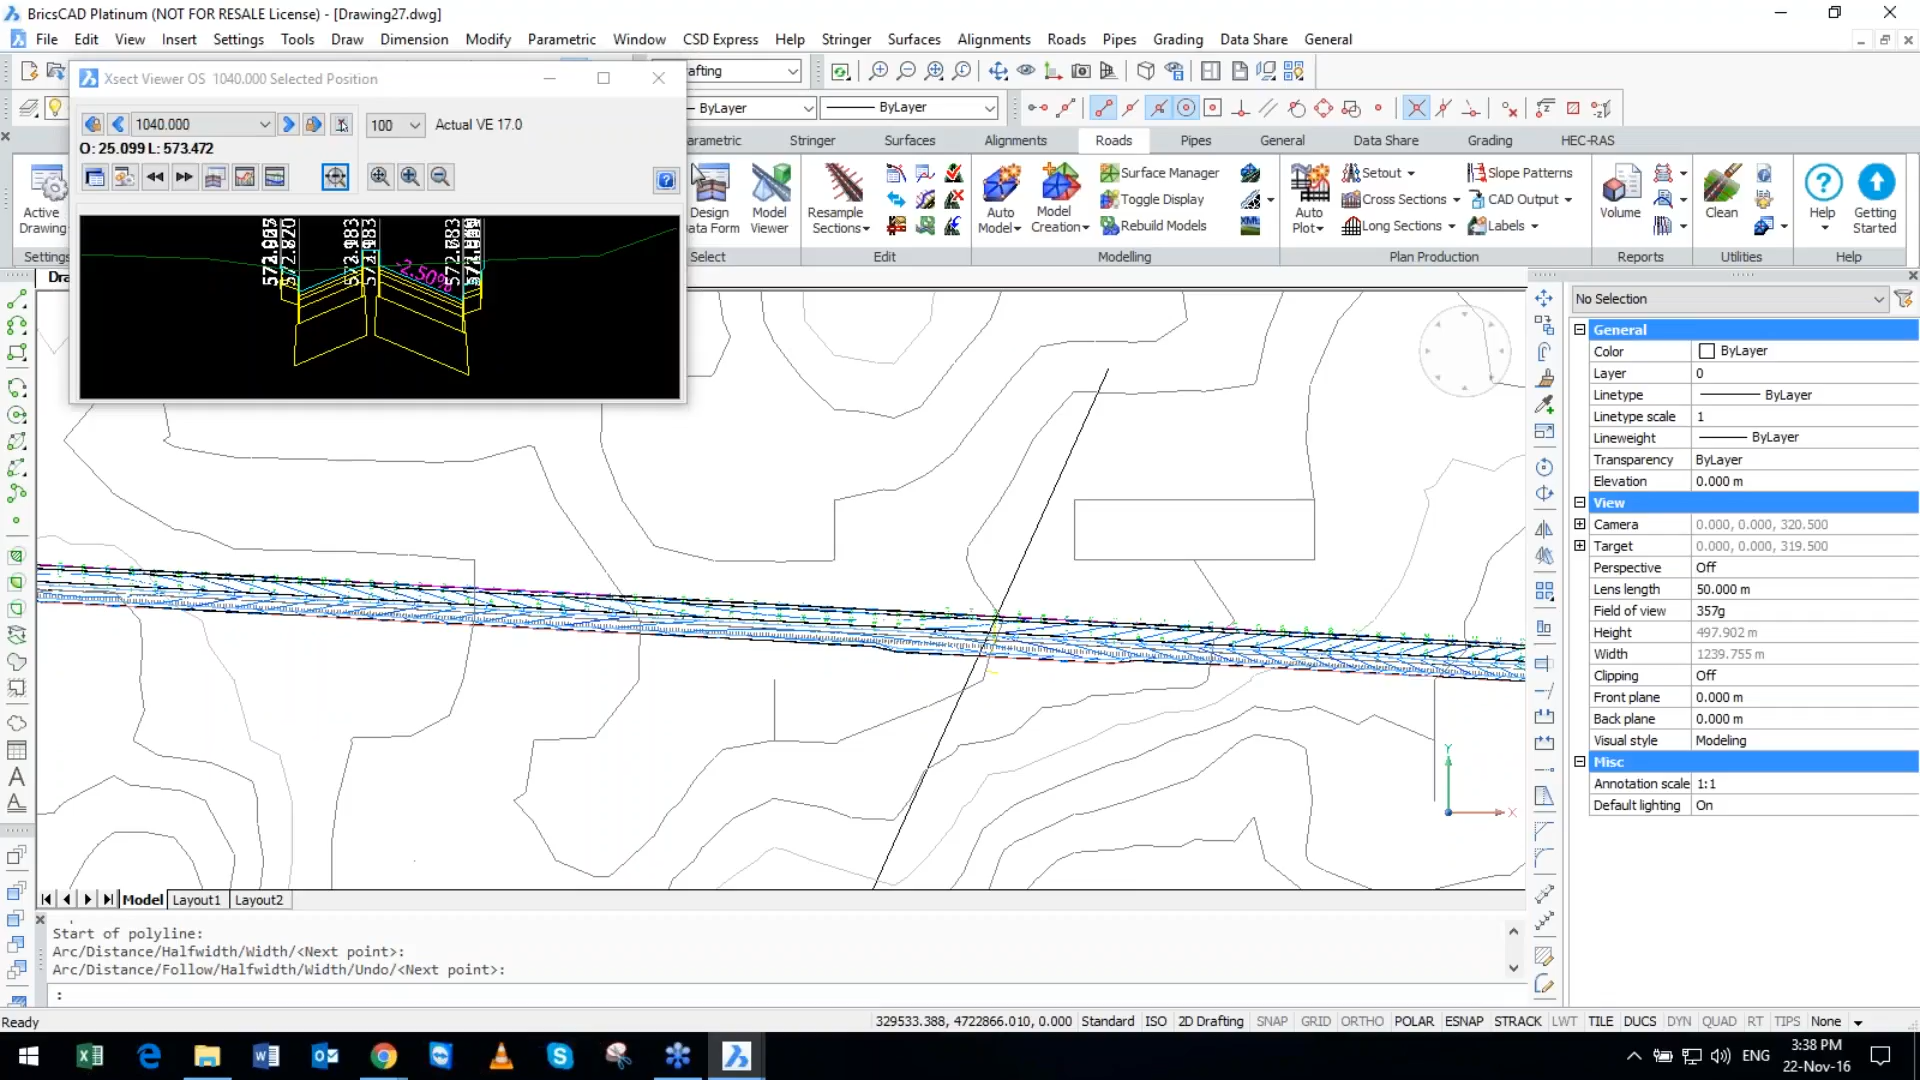 BricsCAD Platinum (NOT FOR RESALE License) - [Drawing27.dwg]
File Edit View Insert Settings Tools Draw Dimension Modify Parametric Window CSD Express Help Stringer Surfaces Alignments Roads Pipes Grading Data Share General
Xsect Viewer OS 1040.000 Selected Position
afting
1040.000
100
Actual VE 17.0
ByLayer
ByLayer
O: 25.099 L: 573.472
arametric Stringer Surfaces Alignments Roads Pipes General Data Share Grading HEC-RAS
Active
Drawing
Settings
Design
ata Form
Model
Viewer
Select
Resample
Sections
Edit
Auto
Model
Model
Creation
Surface Manager
Toggle Display
Rebuild Models
XML
Modelling
Auto
Plot
Setout
Cross Sections
Long Sections
Slope Patterns
CAD Output
Labels
Plan Production
Volume
Reports
Clean
Utilities
Help
Getting
Started
Help
-2.50%
Dra
No Selection
General
Color ByLayer
Layer 0
Linetype ByLayer
Linetype scale 1
Lineweight ByLayer
Transparency ByLayer
Elevation 0.000 m
View
Camera 0.000, 0.000, 320.500
Target 0.000, 0.000, 319.500
Perspective Off
Lens length 50.000 m
Field of view 357g
Height 497.902 m
Width 1239.755 m
Clipping Off
Front plane 0.000 m
Back plane 0.000 m
Visual style Modeling
Misc
Annotation scale 1:1
Default lighting On
Y
X
Model Layout1 Layout2
Start of polyline:
Arc/Distance/Halfwidth/Width/<Next point>:
Arc/Distance/Follow/Halfwidth/Width/Undo/<Next point>:
:
Ready
329533.388, 4722866.010, 0.000 Standard ISO 2D Drafting SNAP GRID ORTHO POLAR ESNAP STRACK LWT TILE DUCS DYN QUAD RT TIPS None
ENG
3:38 PM
22-Nov-16